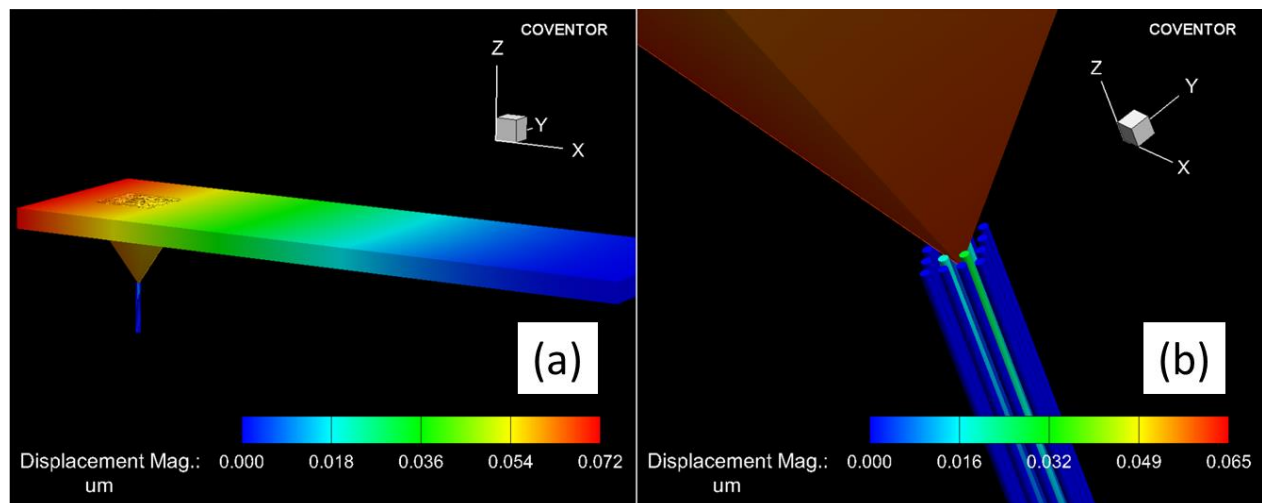 COVENTOR
Z
Y
X
(a)
Displacement Mag.: 0.000 0.018 0.036 0.054 0.072
um
COVENTOR
Z
Y
X
(b)
Displacement Mag.: 0.000 0.016 0.032 0.049 0.065
um